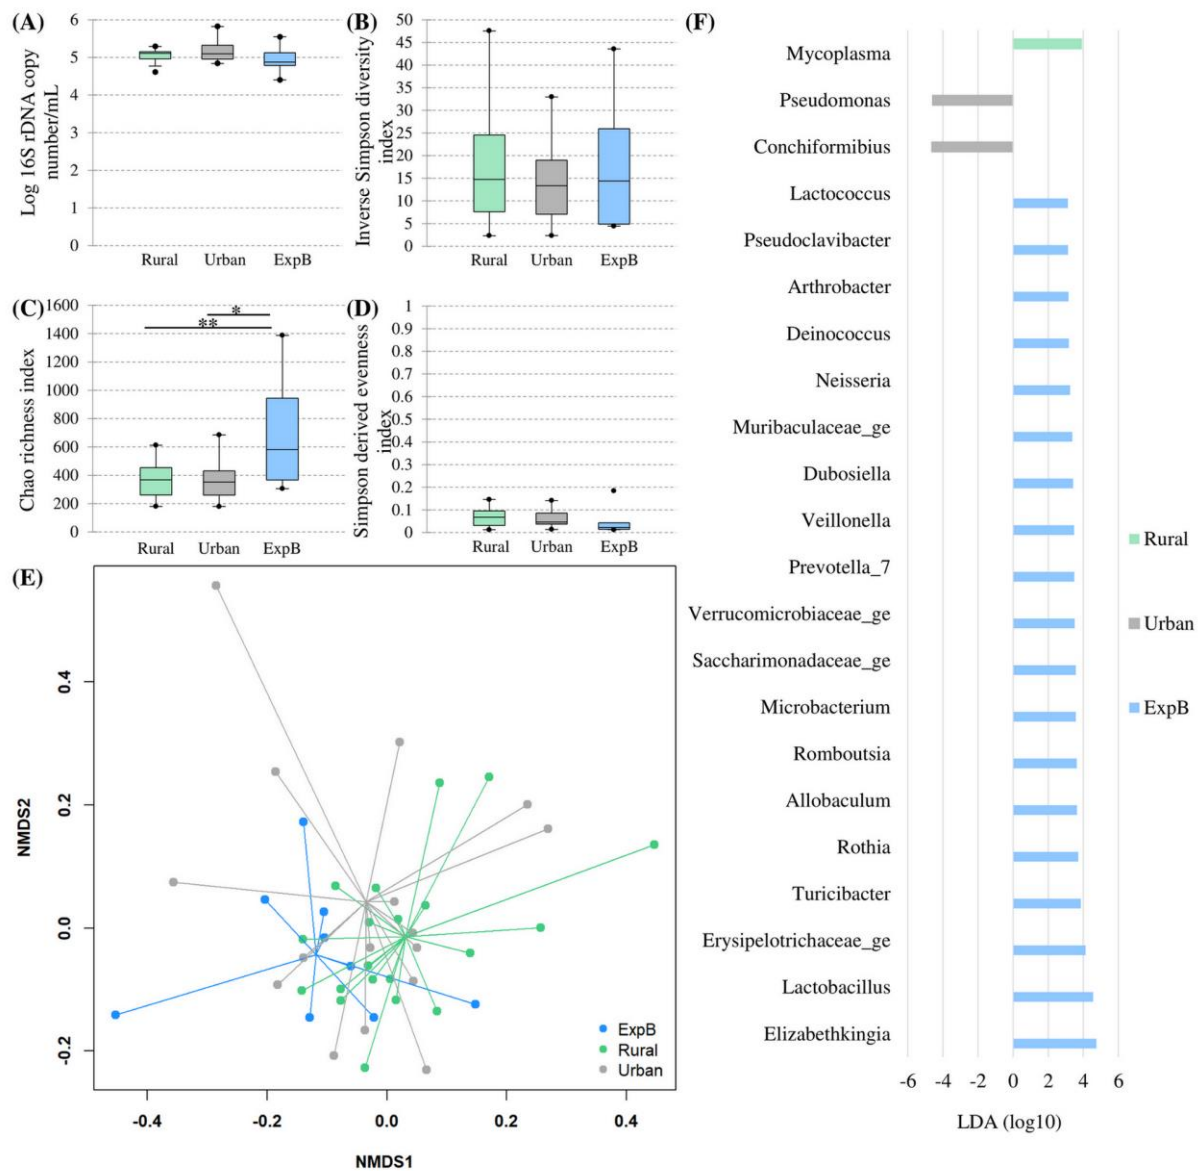 (A)
Log 16S rDNA copy
number/mL
6
5
4
3
2
1
0
Rural Urban ExpB
(B)
Inverse Simpson diversity
index
50
45
40
35
30
25
20
15
10
5
0
Rural Urban ExpB
(C)
Chao richness index
1600
1400
1200
1000
800
600
400
200
0
*
**
Rural Urban ExpB
(D)
Simpson derived evenness
index
1
0.9
0.8
0.7
0.6
0.5
0.4
0.3
0.2
0.1
0
Rural Urban ExpB
(E)
NMDS2
0.4
0.2
0.0
-0.2
-0.4 -0.2 0.0 0.2 0.4
NMDS1
ExpB
Rural
Urban
(F)
Mycoplasma
Pseudomonas
Conchiformibius
Lactococcus
Pseudoclavibacter
Arthrobacter
Deinococcus
Neisseria
Muribaculaceae_ge
Dubosiella
Veillonella
Prevotella_7
Verrucomicrobiaceae_ge
Saccharimonadaceae_ge
Microbacterium
Romboutsia
Allobaculum
Rothia
Turicibacter
Erysipelotrichaceae_ge
Lactobacillus
Elizabethkingia
-6 -4 -2 0 2 4 6
LDA (log10)
Rural
Urban
ExpB